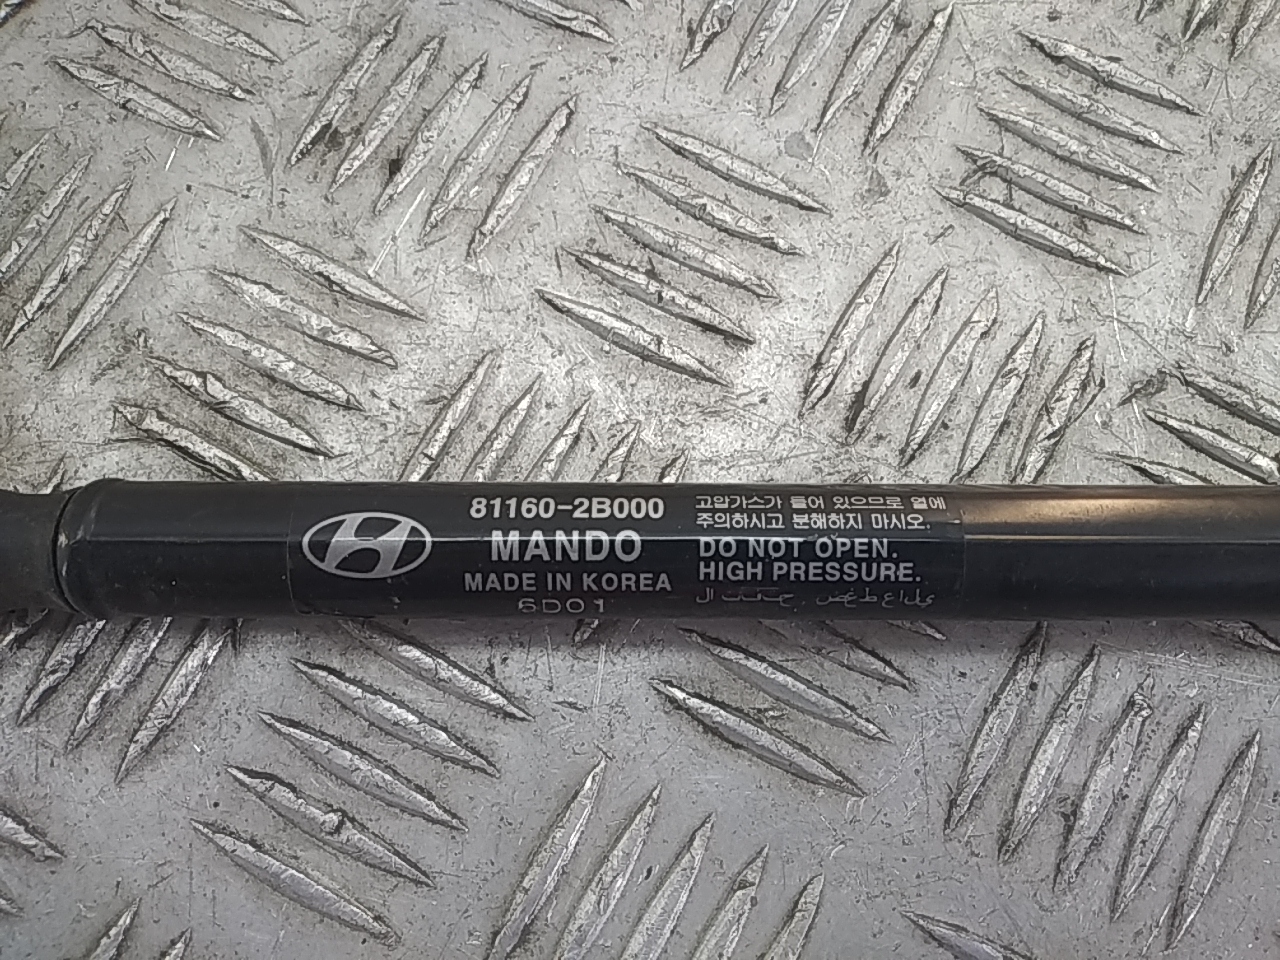 81160-2B000
MANDO
MADE IN KOREA
6D01
고압가스가 들어 있으므로 열에
주의하시고 분해하지 마시오.
DO NOT OPEN.
HIGH PRESSURE.